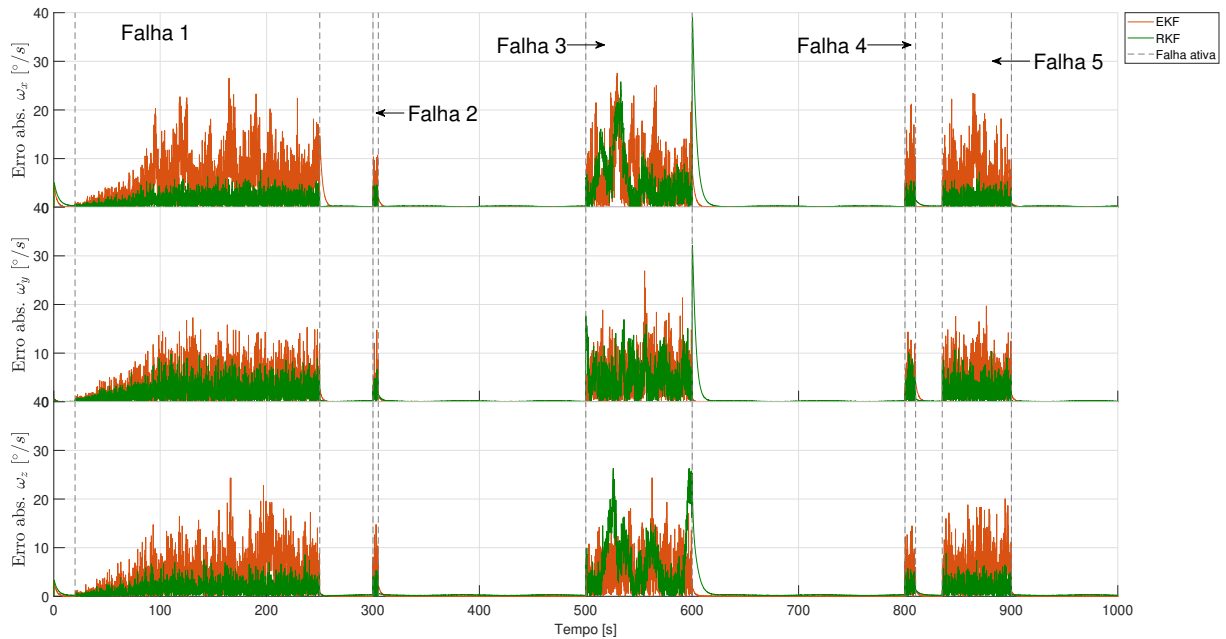 Falha 1
Falha 2
Falha 3
Falha 4
Falha 5
EKF
RKF
Falha ativa
Erro abs. ω_x [°/s]
40
30
20
10
0
Erro abs. ω_y [°/s]
40
30
20
10
0
Erro abs. ω_z [°/s]
40
30
20
10
0
0 100 200 300 400 500 600 700 800 900 1000
Tempo [s]